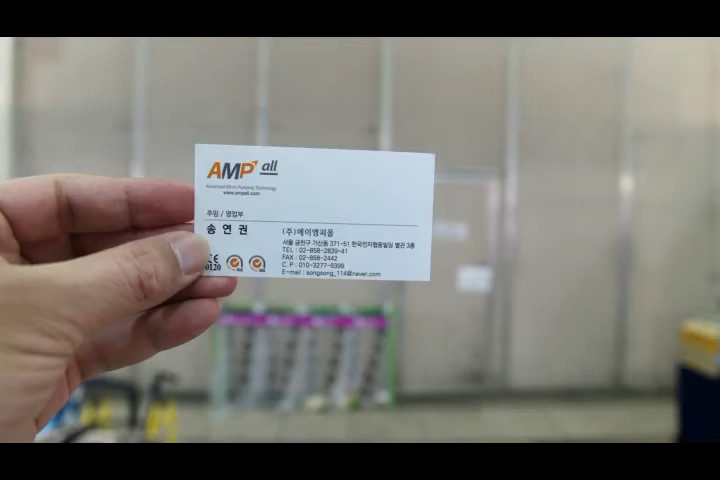 AMP all
Advanced Micro Pumping Technology
www.ampall.com
주임 / 영업부
송 연 권
(주)에이엠피올
서울 금천구 가산동 371-51 한국전자협동빌딩 별관 3층
TEL : 02-858-2839-41
FAX : 02-858-2442
C.P : 010-3277-9399
E-mail : songsong_114@naver.com
CE
0120